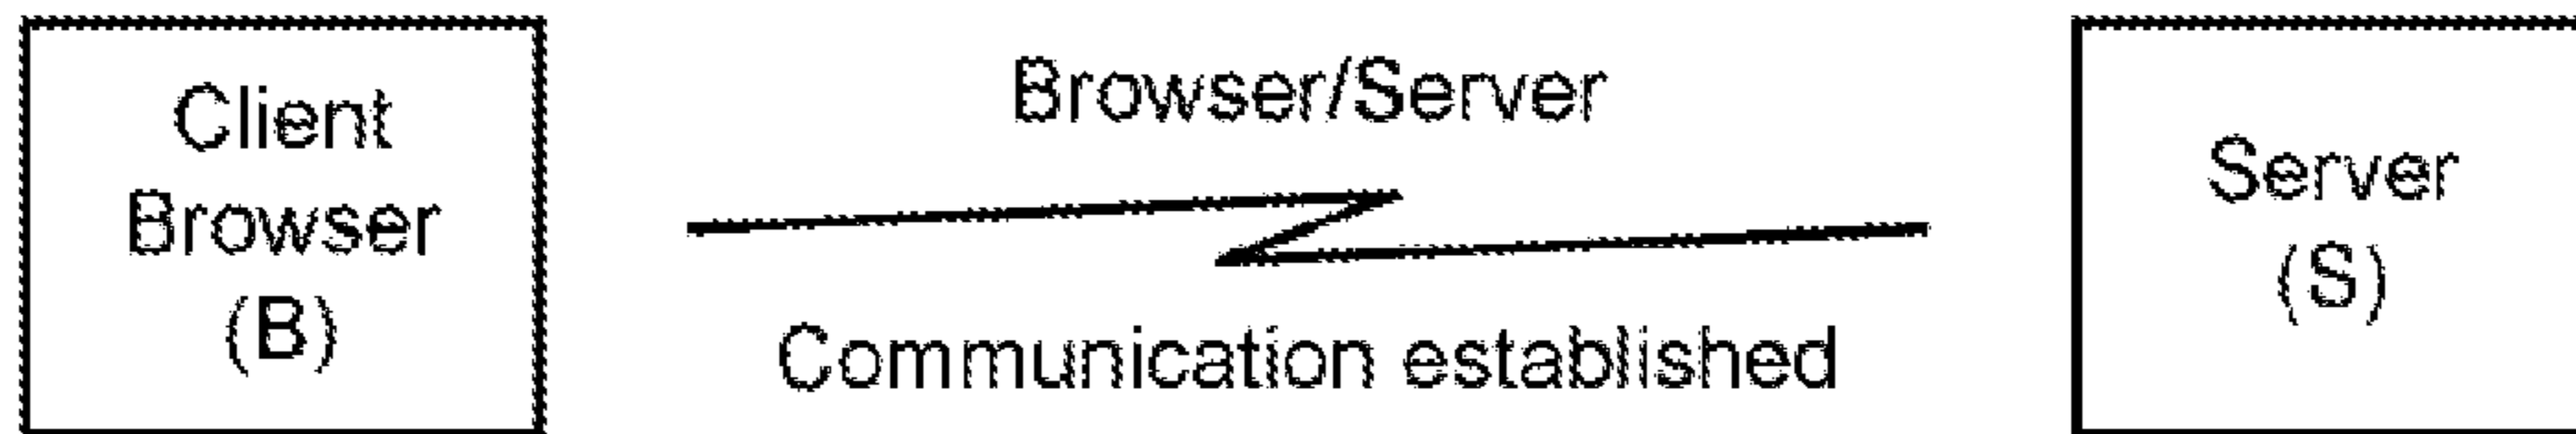 Client
Browser
(B)
Browser/Server
Communication established
Server
(S)